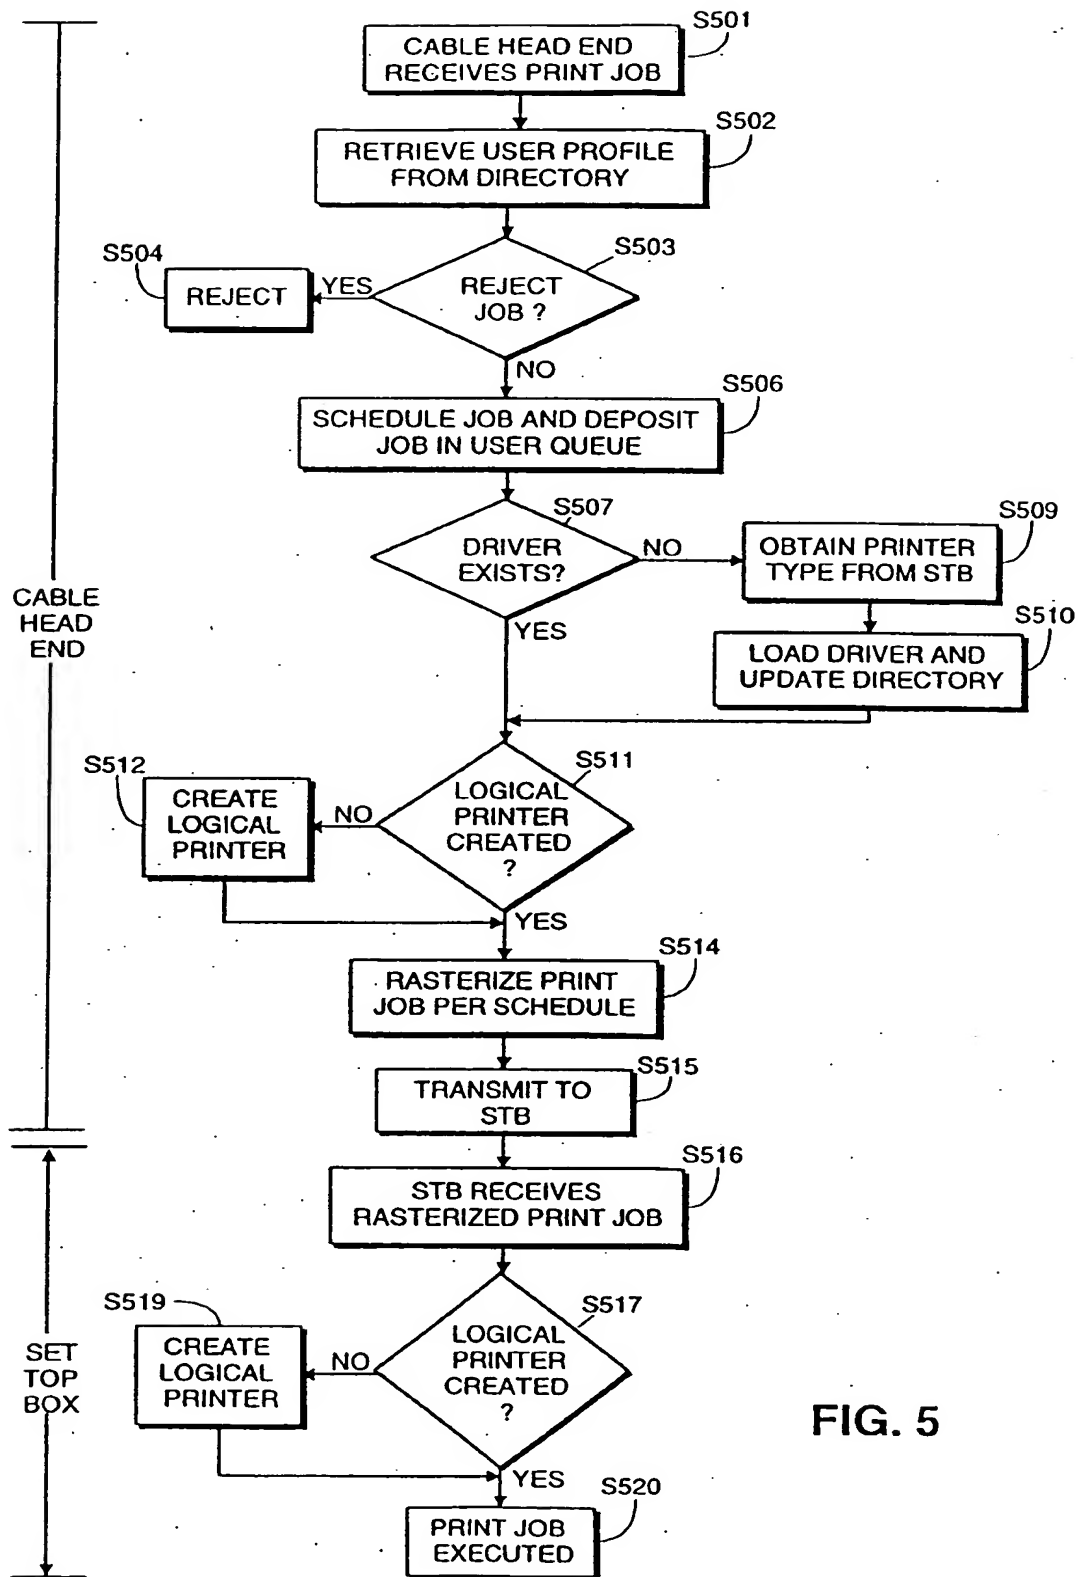 S501
CABLE HEAD END
RECEIVES PRINT JOB
S502
RETRIEVE USER PROFILE
FROM DIRECTORY
S503
REJECT
JOB ?
S504
REJECT
YES
NO
S506
SCHEDULE JOB AND DEPOSIT
JOB IN USER QUEUE
S507
DRIVER
EXISTS?
NO
S509
OBTAIN PRINTER
TYPE FROM STB
YES
S510
LOAD DRIVER AND
UPDATE DIRECTORY
CABLE
HEAD
END
S511
LOGICAL
PRINTER
CREATED
?
S512
CREATE
LOGICAL
PRINTER
NO
YES
S514
RASTERIZE PRINT
JOB PER SCHEDULE
S515
TRANSMIT TO
STB
S516
STB RECEIVES
RASTERIZED PRINT JOB
S517
LOGICAL
PRINTER
CREATED
?
S519
CREATE
LOGICAL
PRINTER
NO
SET
TOP
BOX
YES
S520
PRINT JOB
EXECUTED
FIG. 5